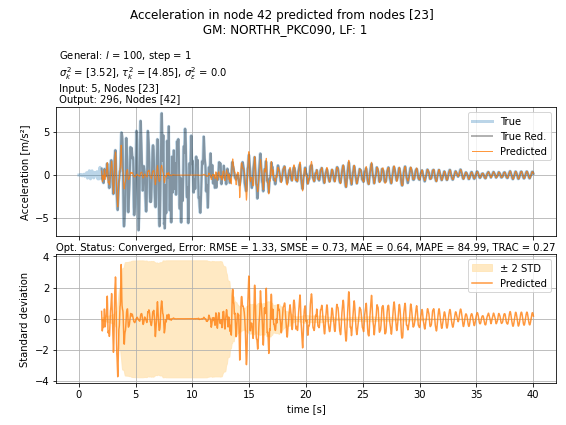 Acceleration in node 42 predicted from nodes [23]
GM: NORTHR_PKC090, LF: 1
General: l = 100, step = 1
σ²ₖ = [3.52], τ²ₖ = [4.85], σ²ₑ = 0.0
Input: 5, Nodes [23]
Output: 296, Nodes [42]
True
True Red.
Predicted
Acceleration [m/s²]
5
0
−5
Opt. Status: Converged, Error: RMSE = 1.33, SMSE = 0.73, MAE = 0.64, MAPE = 84.99, TRAC = 0.27
± 2 STD
Predicted
Standard deviation
4
2
0
−2
−4
0 5 10 15 20 25 30 35 40
time [s]